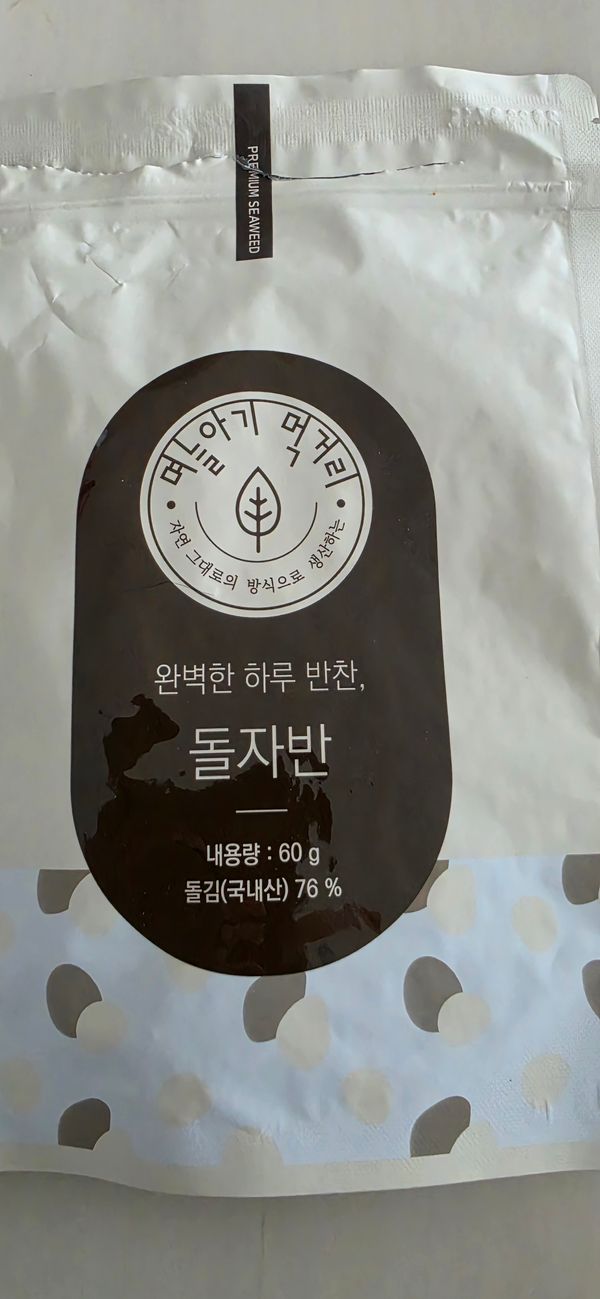 PREMIUM SEAWEED
며늘아기 먹거리
자연 그대로의 방식으로 생산하는
완벽한 하루 반찬,
돌자반
내용량 : 60 g
돌김(국내산) 76 %